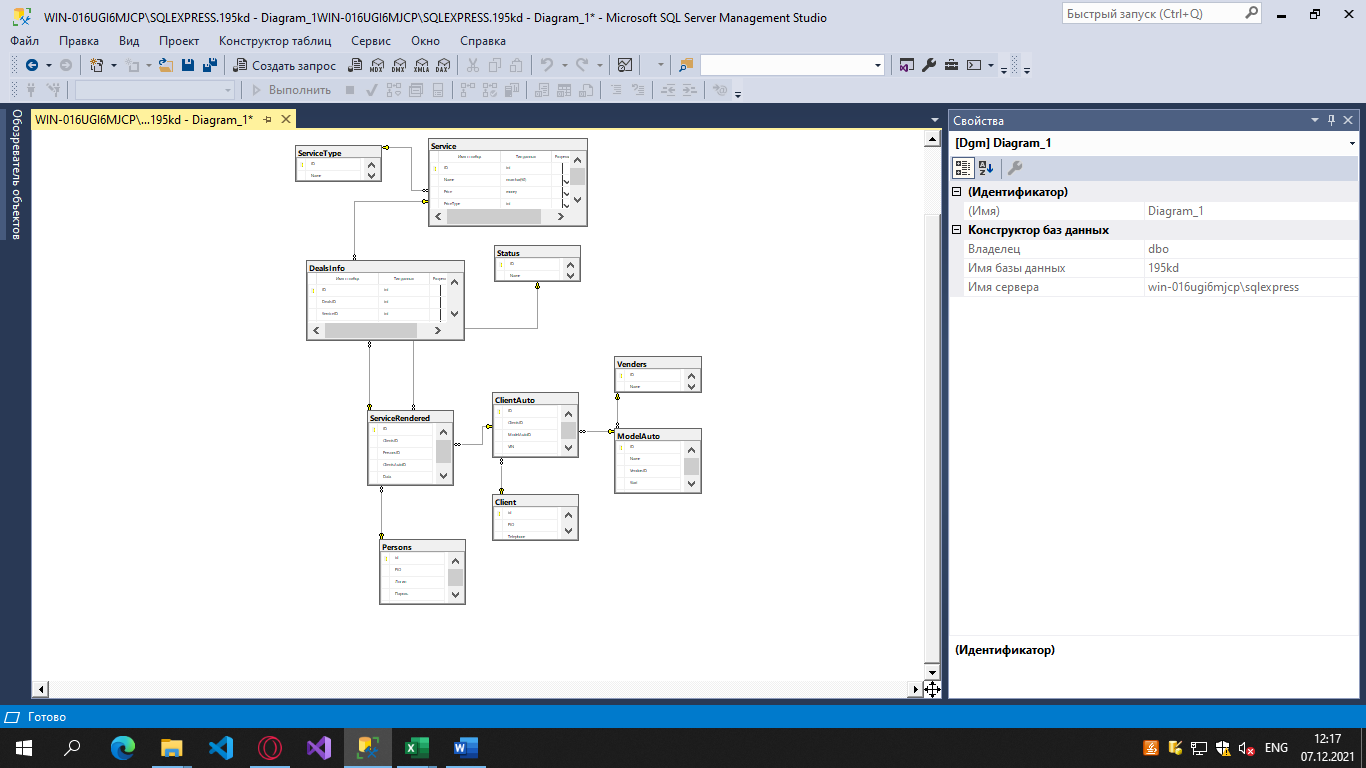 WIN-016UGI6MJCP\SQLEXPRESS.195kd - Diagram_1WIN-016UGI6MJCP\SQLEXPRESS.195kd - Diagram_1* - Microsoft SQL Server Management Studio
Быстрый запуск (Ctrl+Q)
Файл Правка Вид Проект Конструктор таблиц Сервис Окно Справка
Создать запрос MDX DMX XMLA DAX
Выполнить
Обозреватель объектов
WIN-016UGI6MJCP\...195kd - Diagram_1*
ServiceType
ID
Name
Service
Имя столбца Тип данных
ID int
Name
Price money
PriceType int
DealsInfo
Имя столбца Тип данных
ID int
DealsID int
ServiceID int
Status
ID
Name
Venders
ID
Name
ServiceRendered
ID
ClientID
PersonID
ClientAutoID
Date
ClientAuto
ID
ClientID
ModelAutoID
VIN
ModelAuto
ID
Name
VenderID
Client
id
FIO
Telephone
Persons
id
FIO
Логин
Пароль
Свойства
[Dgm] Diagram_1
(Идентификатор)
(Имя) Diagram_1
Конструктор баз данных
Владелец dbo
Имя базы данных 195kd
Имя сервера win-016ugi6mjcp\sqlexpress
(Идентификатор)
Готово
ENG
12:17
07.12.2021